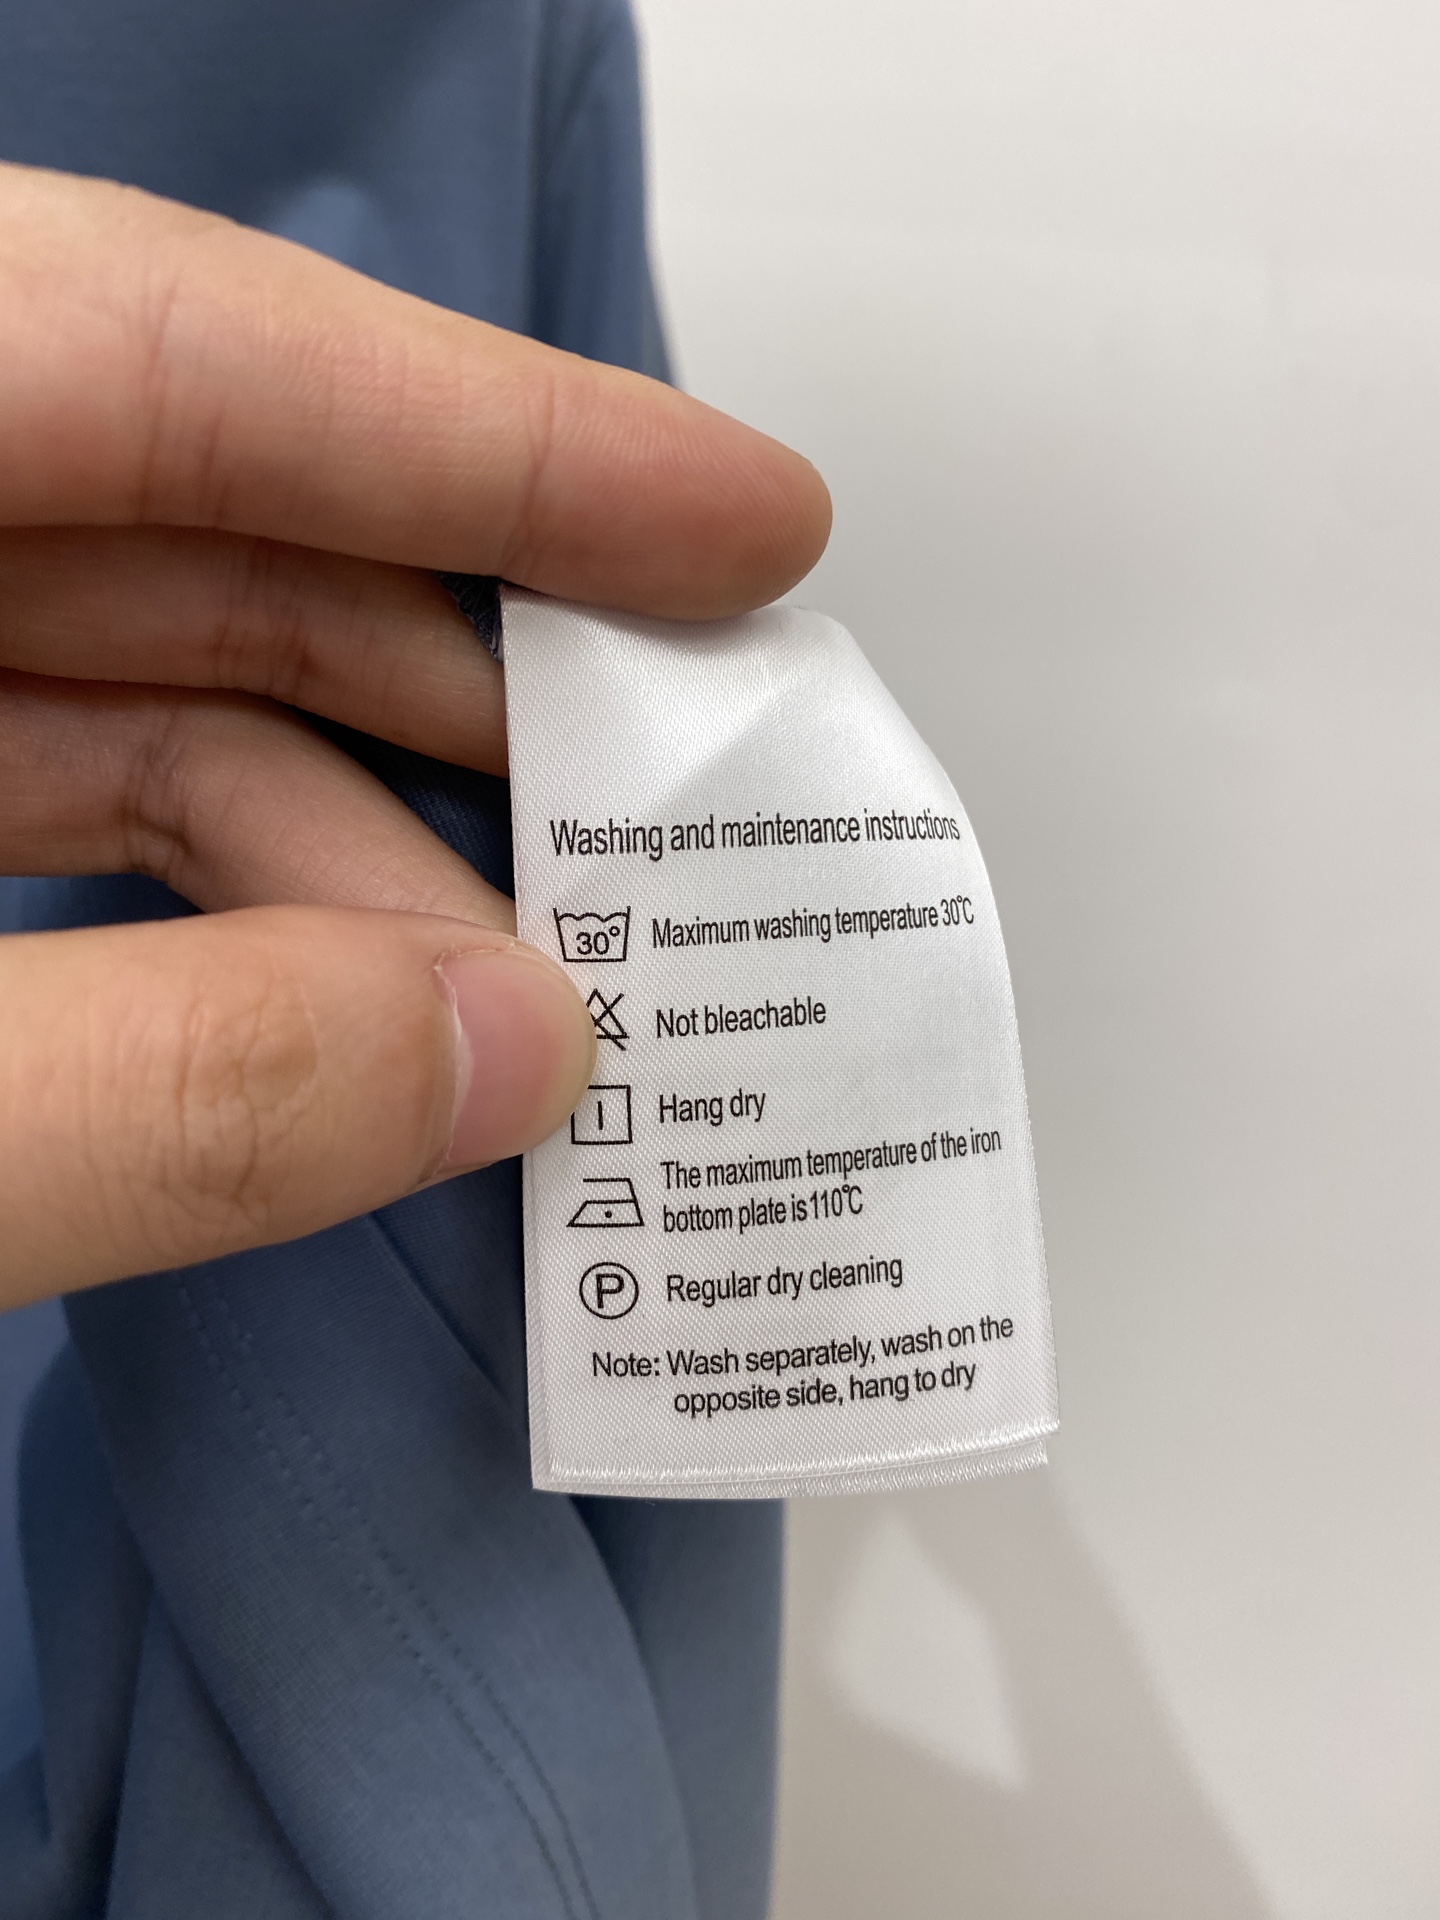 Washing and maintenance instructions
30° Maximum washing temperature 30℃
Not bleachable
Hang dry
The maximum temperature of the iron
bottom plate is 110℃
P Regular dry cleaning
Note: Wash separately, wash on the
opposite side, hang to dry